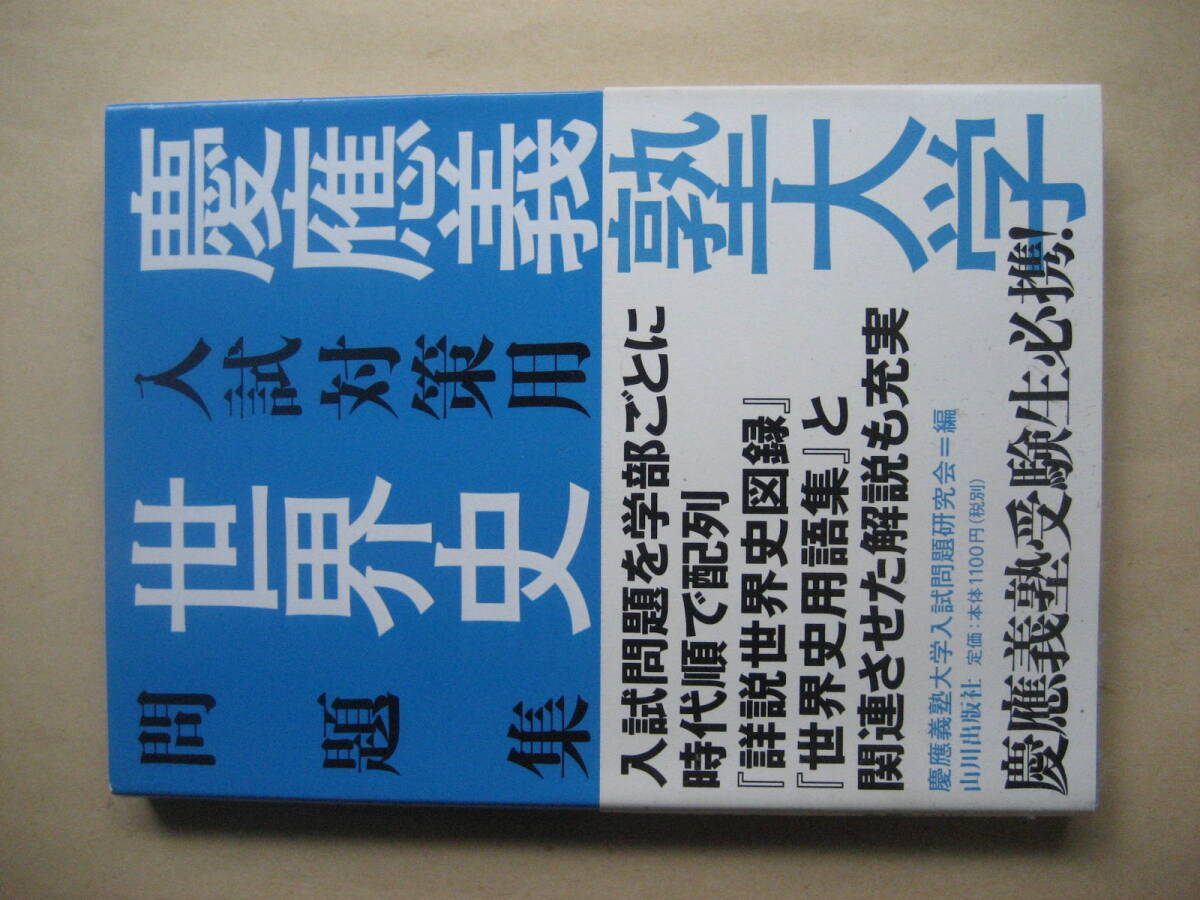 慶應義塾大学
入試対策用
世界史
問題集
入試問題を学部ごとに
時代順で配列
『詳説世界史図録』
『世界史用語集』と
関連させた解説も充実
慶應義塾大学入試問題研究会＝編
山川出版社 定価：本体1100円（税別）
慶應義塾受験生必携！